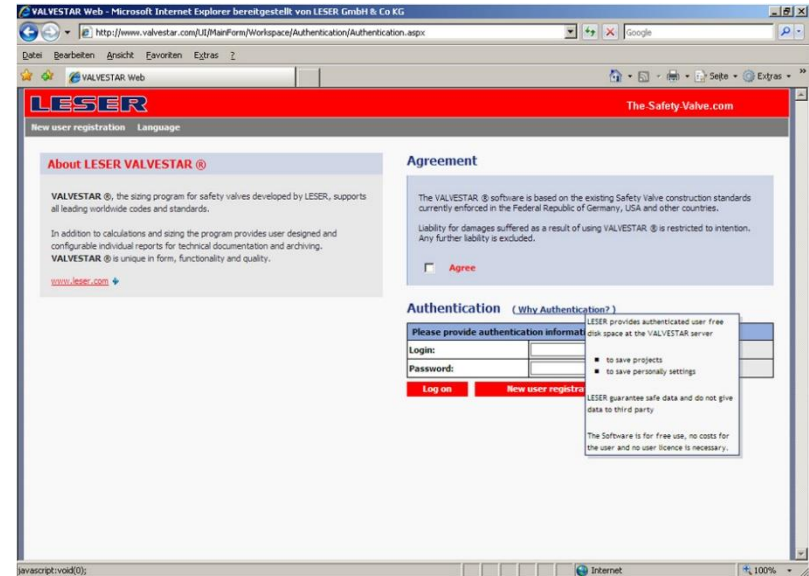 VALVESTAR Web - Microsoft Internet Explorer bereitgestellt von LESER GmbH & Co KG
http://www.valvestar.com/UI/MainForm/Workspace/Authentication/Authentication.aspx
Google
Datei Bearbeiten Ansicht Favoriten Extras ?
VALVESTAR Web
Seite Extras
LESER
The-Safety-Valve.com
New user registration Language
About LESER VALVESTAR ®
VALVESTAR ®, the sizing program for safety valves developed by LESER, supports
all leading worldwide codes and standards.
In addition to calculations and sizing the program provides user designed and
configurable individual reports for technical documentation and archiving.
VALVESTAR ® is unique in form, functionality and quality.
www.leser.com
Agreement
The VALVESTAR ® software is based on the existing Safety Valve construction standards
currently enforced in the Federal Republic of Germany, USA and other countries.
Liability for damages suffered as a result of using VALVESTAR ® is restricted to intention.
Any further liability is excluded.
Agree
Authentication (Why Authentication?)
Please provide authentication informati
Login:
Password:
Log on New user registra
LESER provides authenticated user free
disk space at the VALVESTAR server
to save projects
to save personally settings
LESER guarantee safe data and do not give
data to third party
The Software is for free use, no costs for
the user and no user licence is necessary.
javascript:void(0);
Internet
100%